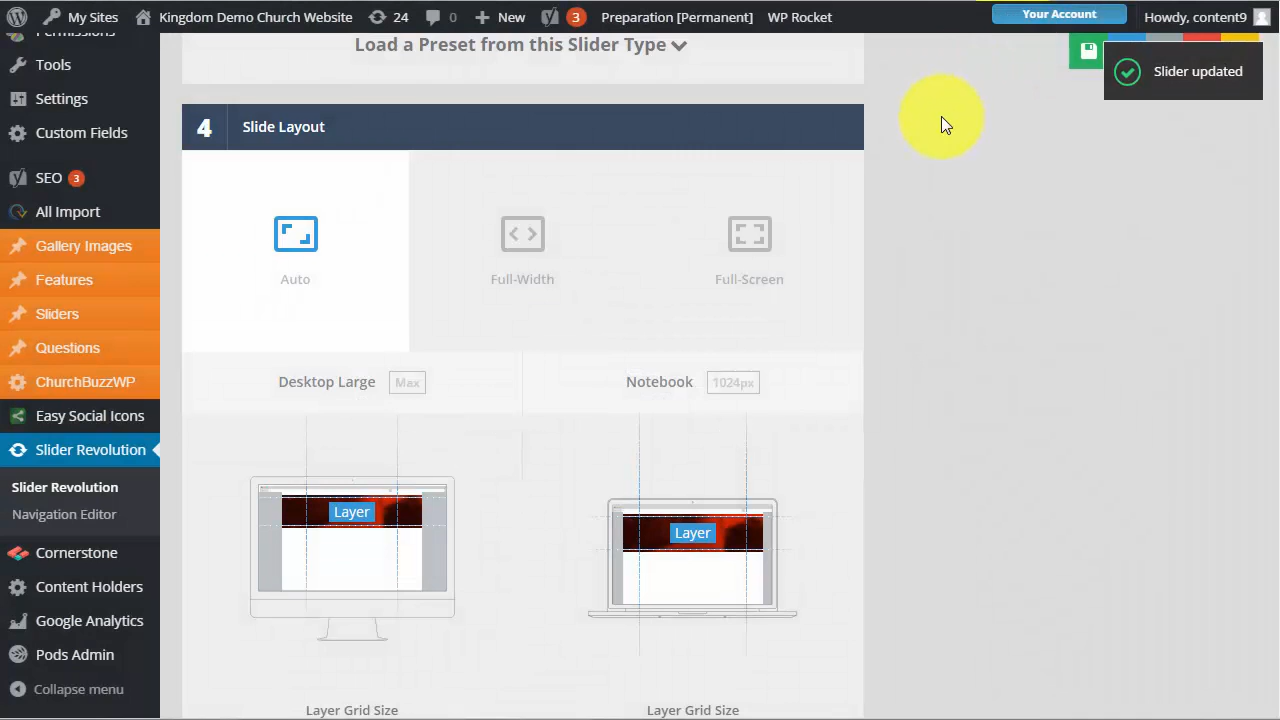 My Sites
Kingdom Demo Church Website
24
0
New
3
Preparation [Permanent]
WP Rocket
Your Account
Howdy, content9
Permissions
Tools
Settings
Custom Fields
SEO 3
All Import
Gallery Images
Features
Sliders
Questions
ChurchBuzzWP
Easy Social Icons
Slider Revolution
Slider Revolution
Navigation Editor
Cornerstone
Content Holders
Google Analytics
Pods Admin
Collapse menu
Load a Preset from this Slider Type
Slider updated
4 Slide Layout
Auto
Full-Width
Full-Screen
Desktop Large Max
Notebook 1024px
Layer
Layer
Layer Grid Size
Layer Grid Size